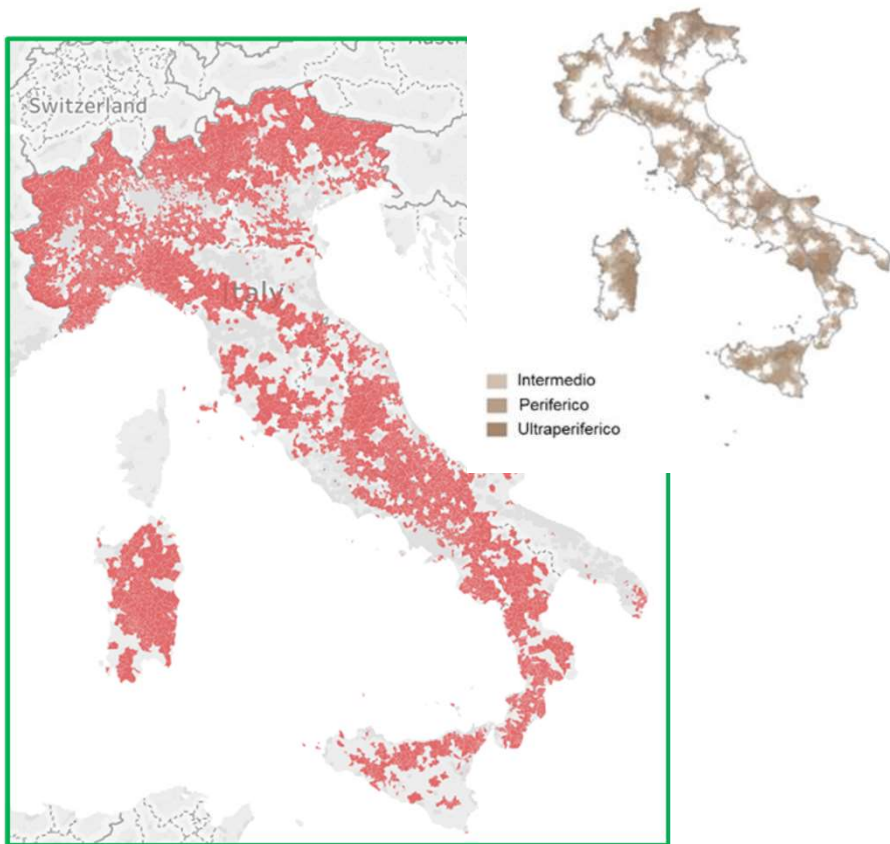 Switzerland
Italy
Intermedio
Periferico
Ultraperiferico